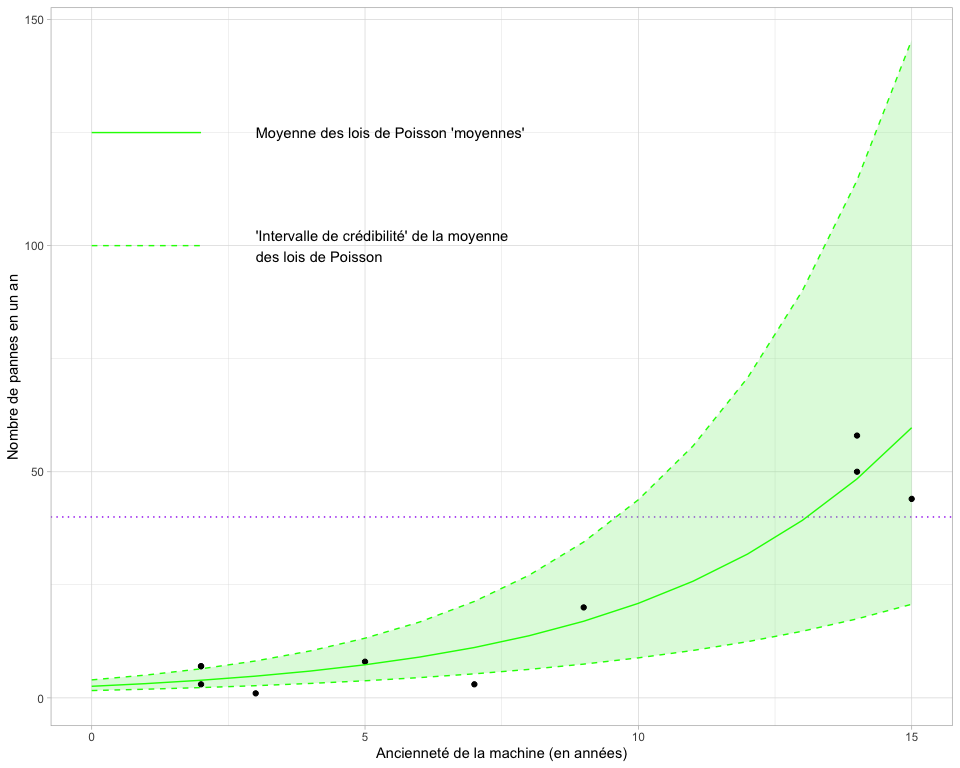 150
Moyenne des lois de Poisson 'moyennes'
100
'Intervalle de crédibilité' de la moyenne
des lois de Poisson
Nombre de pannes en un an
50
0
0 5 10 15
Ancienneté de la machine (en années)